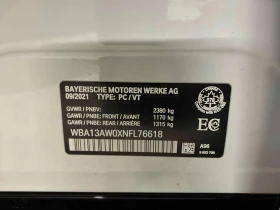 BAYERISCHE MOTOREN WERKE AG
09/2021 TYPE: PC / VT
GVWR / PNBV: 2380 kg
GAWR / PNBE: FRONT / AVANT: 1170 kg
GAWR / PNBE: REAR / ARRIÈRE: 1315 kg
WBA13AW0XNFL76618
EC
A96